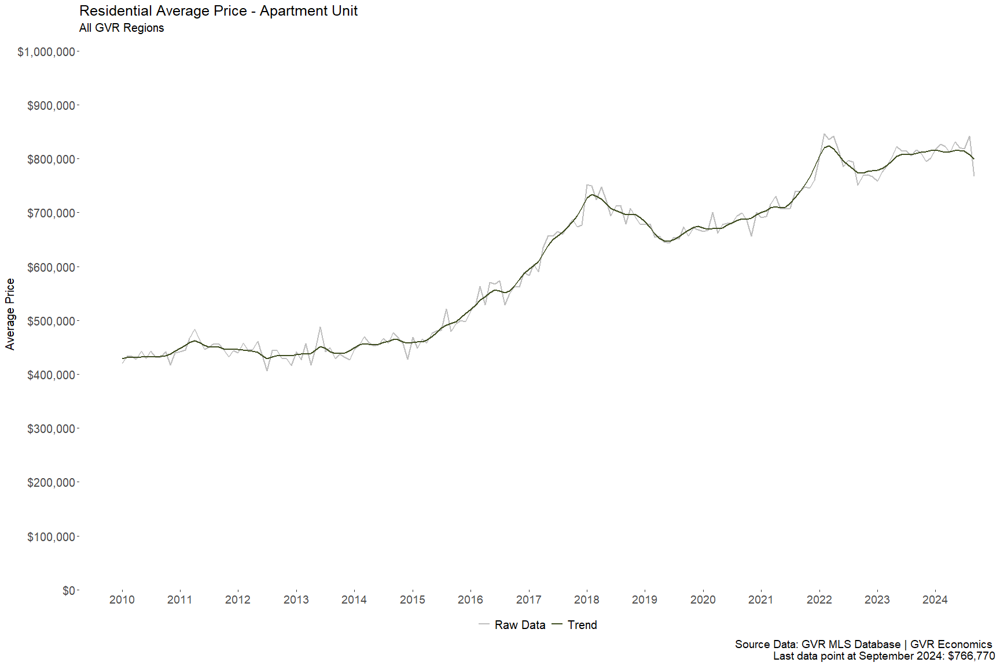 Residential Average Price - Apartment Unit
All GVR Regions
$1,000,000
$900,000
$800,000
$700,000
$600,000
$500,000
$400,000
$300,000
$200,000
$100,000
$0
Average Price
2010 2011 2012 2013 2014 2015 2016 2017 2018 2019 2020 2021 2022 2023 2024
Raw Data Trend
Source Data: GVR MLS Database | GVR Economics
Last data point at September 2024: $766,770